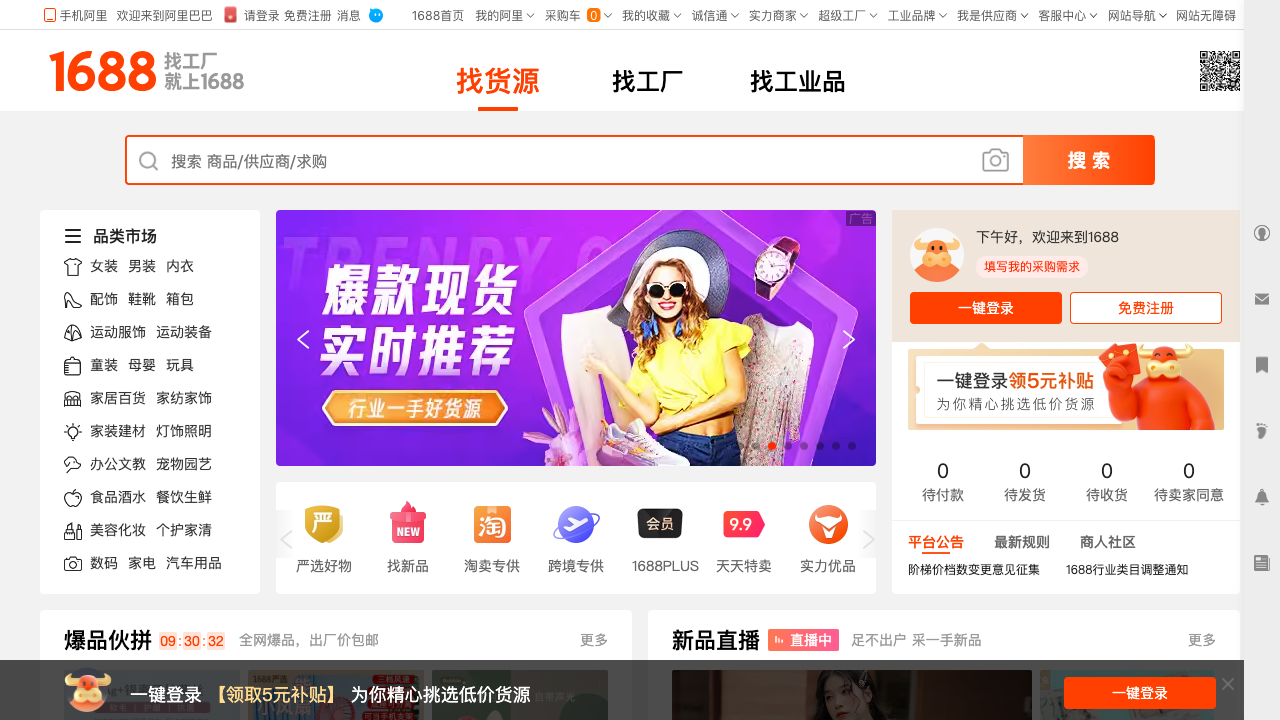 手机阿里 欢迎来到阿里巴巴 请登录 免费注册 消息 1688首页 我的阿里 采购车 0 我的收藏 诚信通 实力商家 超级工厂 工业品牌 我是供应商 客服中心 网站导航 网站无障碍
1688 找工厂
就上1688
找货源 找工厂 找工业品
搜索 商品/供应商/求购 搜 索
品类市场
女装 男装 内衣
配饰 鞋靴 箱包
运动服饰 运动装备
童装 母婴 玩具
家居百货 家纺家饰
家装建材 灯饰照明
办公文教 宠物园艺
食品酒水 餐饮生鲜
美容化妆 个护家清
数码 家电 汽车用品
广告
TRENDY
爆款现货
实时推荐
行业一手好货源
严 NEW 淘 会员 9.9
严选好物 找新品 淘卖专供 跨境专供 1688PLUS 天天特卖 实力优品
下午好，欢迎来到1688
填写我的采购需求
一键登录 免费注册
一键登录领5元补贴
为你精心挑选低价货源
0 0 0 0
待付款 待发货 待收货 待卖家同意
平台公告 最新规则 商人社区
阶梯价档数变更意见征集 1688行业类目调整通知
爆品伙拼 09 : 30 : 32 全网爆品，出厂价包邮 更多
新品直播 直播中 足不出户 采一手新品 更多
一键登录 【领取5元补贴】 为你精心挑选低价货源 一键登录